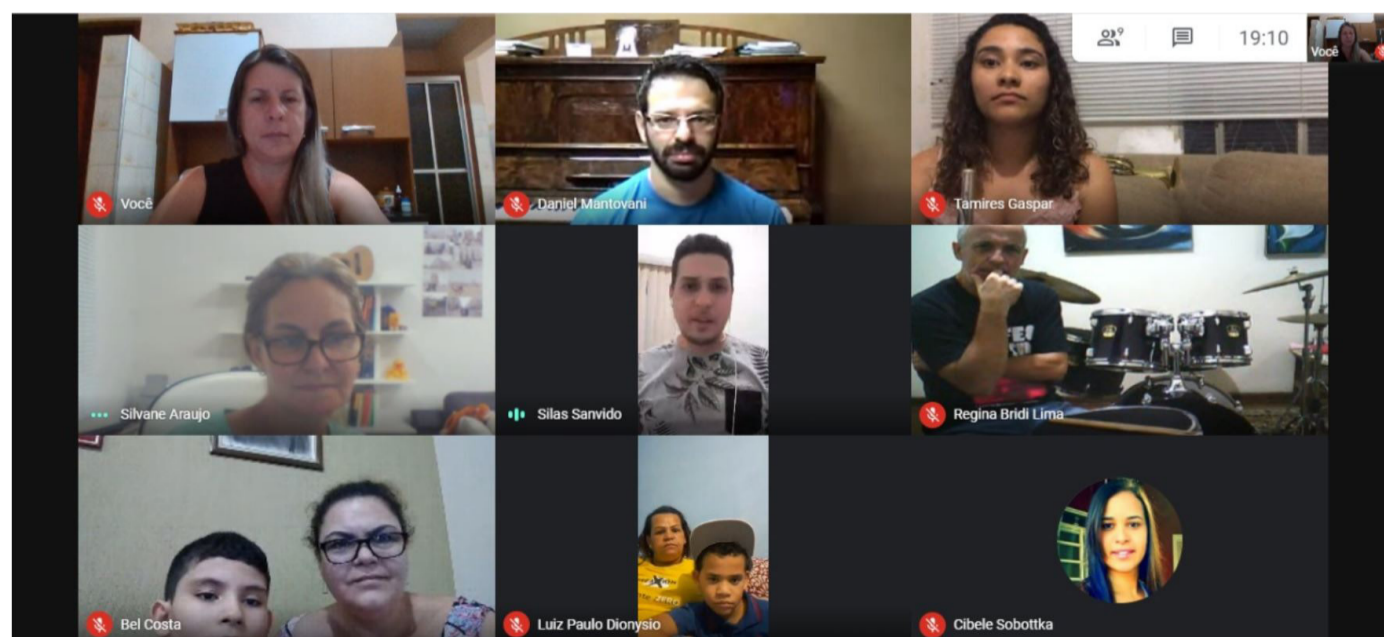 9
19:10
Você
Você
Daniel Mantovani
Tamires Gaspar
Silvane Araujo
Silas Sanvido
Regina Bridi Lima
Bel Costa
Luiz Paulo Dionysio
Cibele Sobottka